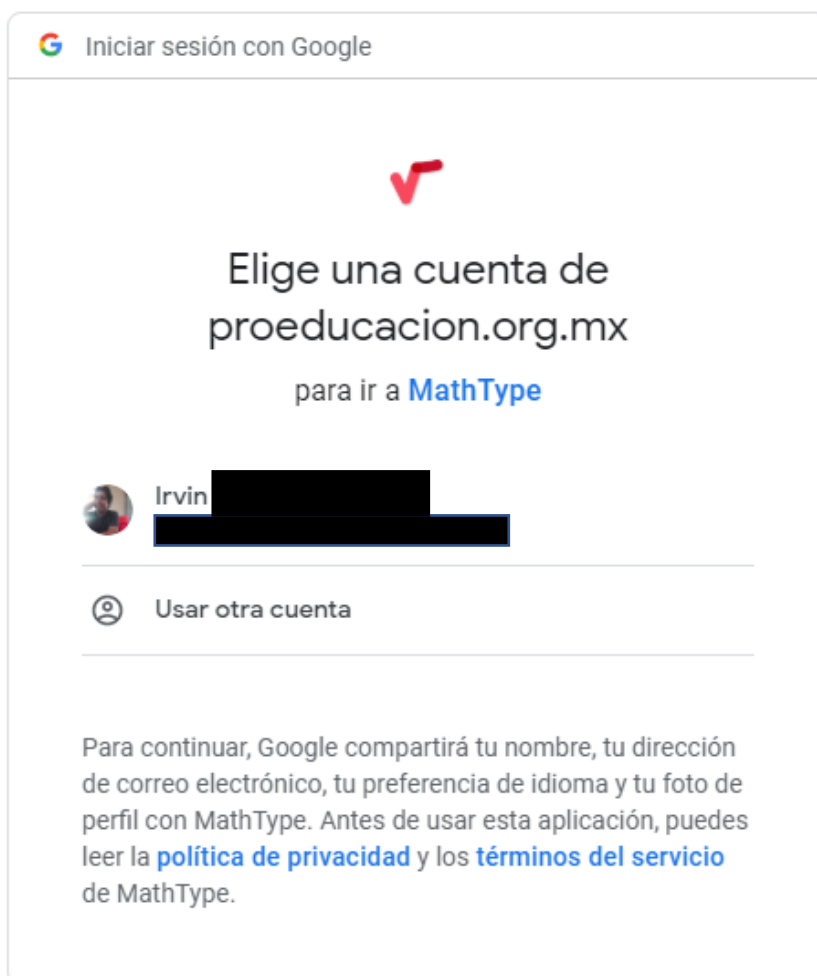 Iniciar sesión con Google
Elige una cuenta de
proeducacion.org.mx
para ir a MathType
Irvin
Usar otra cuenta
Para continuar, Google compartirá tu nombre, tu dirección
de correo electrónico, tu preferencia de idioma y tu foto de
perfil con MathType. Antes de usar esta aplicación, puedes
leer la política de privacidad y los términos del servicio
de MathType.